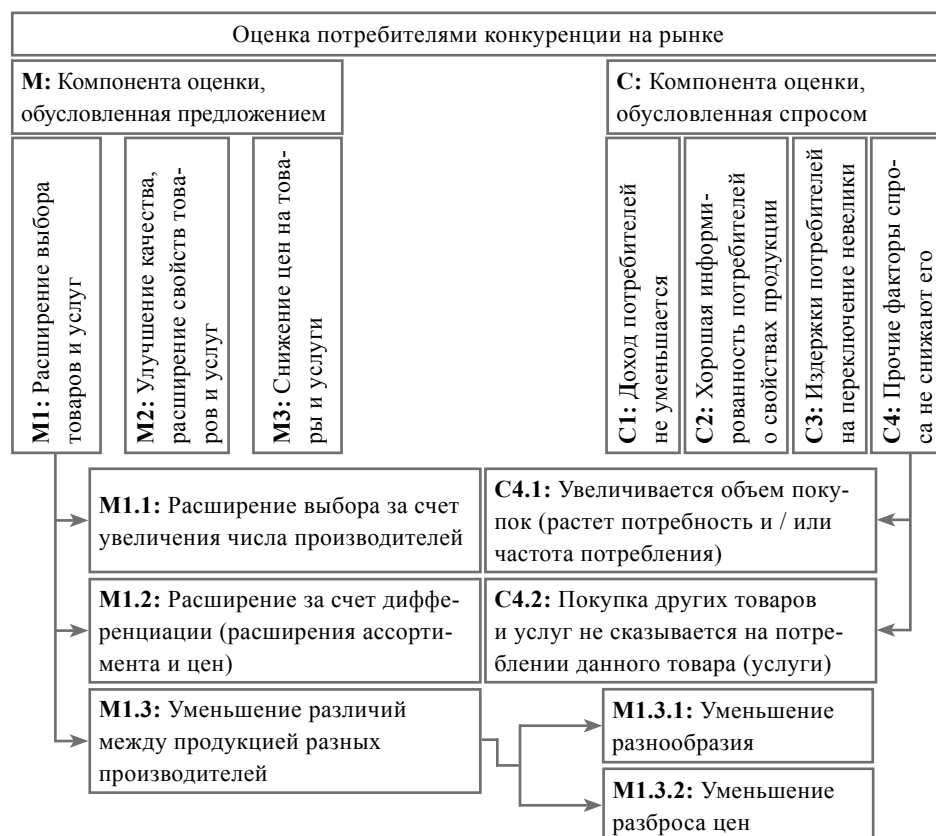 Оценка потребителями конкуренции на рынке
М: Компонента оценки,
обусловленная предложением
С: Компонента оценки,
обусловленная спросом
М1: Расширение выбора
товаров и услуг
М2: Улучшение качества,
расширение свойств това-
ров и услуг
М3: Снижение цен на това-
ры и услуги
С1: Доход потребителей
не уменьшается
С2: Хорошая информи-
рованность потребителей
о свойствах продукции
С3: Издержки потребителей
на переключение невелики
С4: Прочие факторы спро-
са не снижают его
М1.1: Расширение выбора за счет
увеличения числа производителей
С4.1: Увеличивается объем поку-
пок (растет потребность и / или
частота потребления)
М1.2: Расширение за счет диффе-
ренциации (расширения ассорти-
мента и цен)
С4.2: Покупка других товаров
и услуг не сказывается на потре-
блении данного товара (услуги)
М1.3: Уменьшение различий
между продукцией разных
производителей
М1.3.1: Уменьшение
разнообразия
М1.3.2: Уменьшение
разброса цен